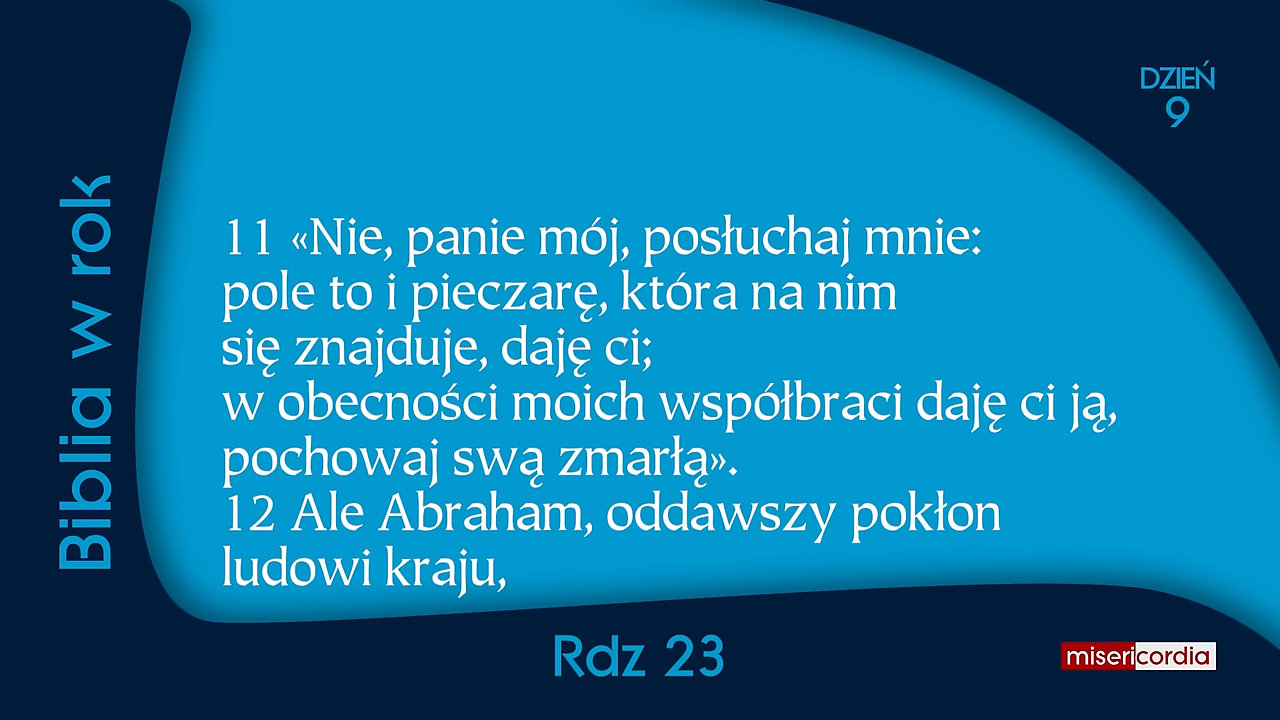 DZIEŃ
9
Biblia w rok
11 «Nie, panie mój, posłuchaj mnie:
pole to i pieczarę, która na nim
się znajduje, daję ci;
w obecności moich współbraci daję ci ją,
pochowaj swą zmarłą».
12 Ale Abraham, oddawszy pokłon
ludowi kraju,
Rdz 23
misericordia